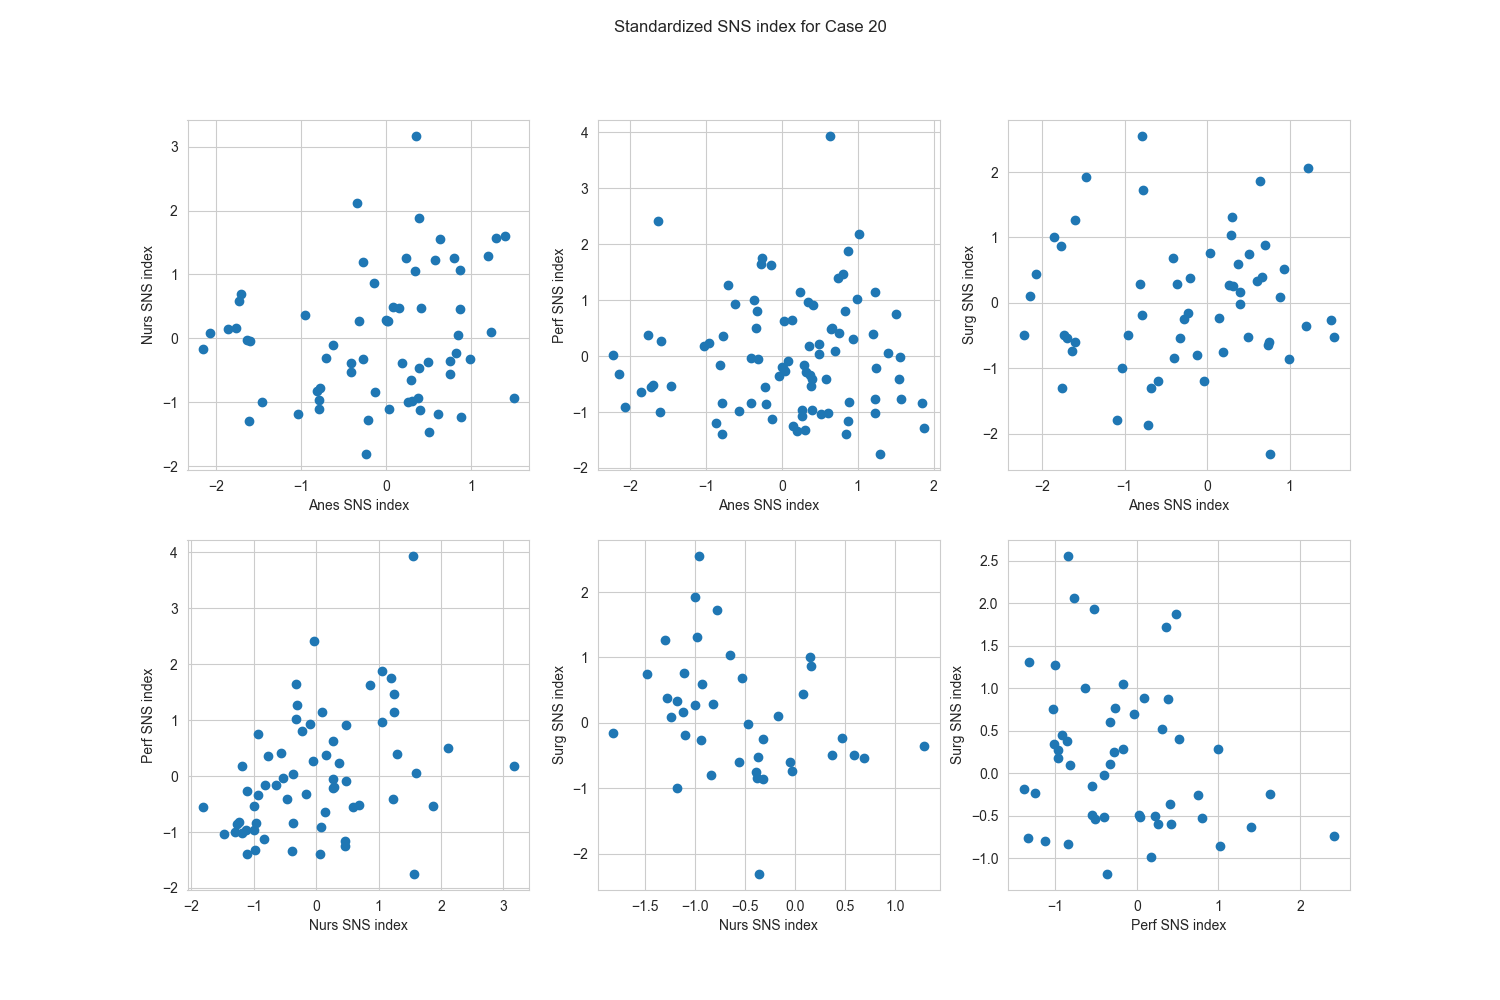 Standardized SNS index for Case 20
3
2
1
0
−1
−2
Nurs SNS index
−2 −1 0 1
Anes SNS index
4
3
2
1
0
−1
−2
Perf SNS index
−2 −1 0 1 2
Anes SNS index
2
1
0
−1
−2
Surg SNS index
−2 −1 0 1
Anes SNS index
4
3
2
1
0
−1
−2
Perf SNS index
−2 −1 0 1 2 3
Nurs SNS index
2
1
0
−1
−2
Surg SNS index
−1.5 −1.0 −0.5 0.0 0.5 1.0
Nurs SNS index
2.5
2.0
1.5
1.0
0.5
0.0
−0.5
−1.0
Surg SNS index
−1 0 1 2
Perf SNS index